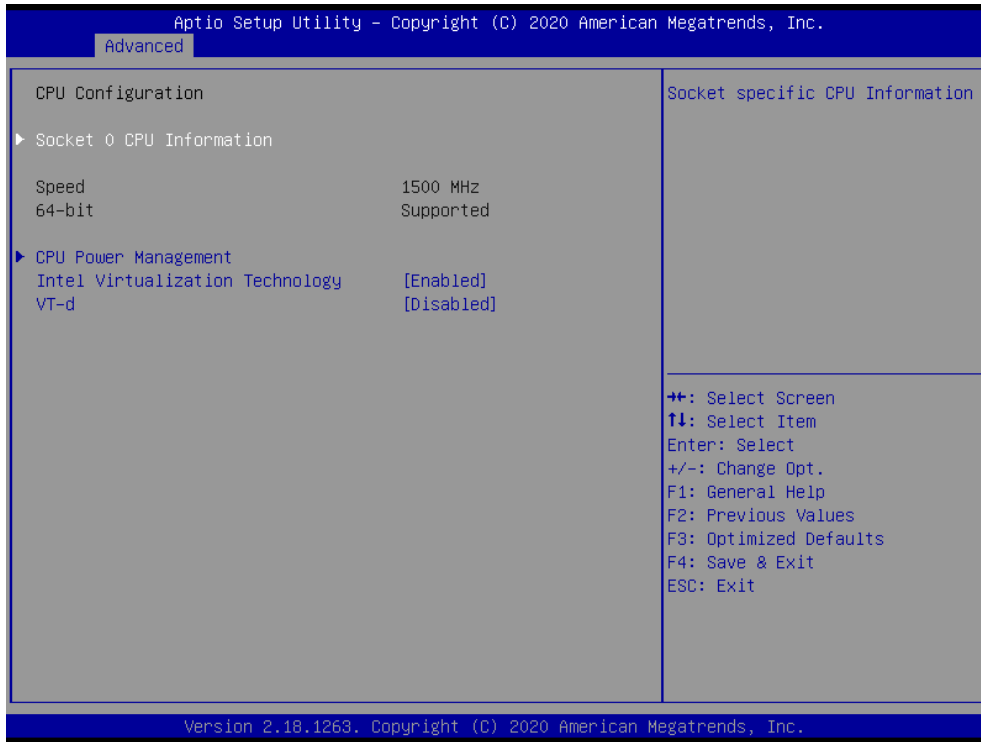 Aptio Setup Utility – Copyright (C) 2020 American Megatrends, Inc.
Advanced
CPU Configuration
Socket 0 CPU Information
Speed 1500 MHz
64-bit Supported
CPU Power Management
Intel Virtualization Technology [Enabled]
VT-d [Disabled]
Socket specific CPU Information
→←: Select Screen
↑↓: Select Item
Enter: Select
+/-: Change Opt.
F1: General Help
F2: Previous Values
F3: Optimized Defaults
F4: Save & Exit
ESC: Exit
Version 2.18.1263. Copyright (C) 2020 American Megatrends, Inc.